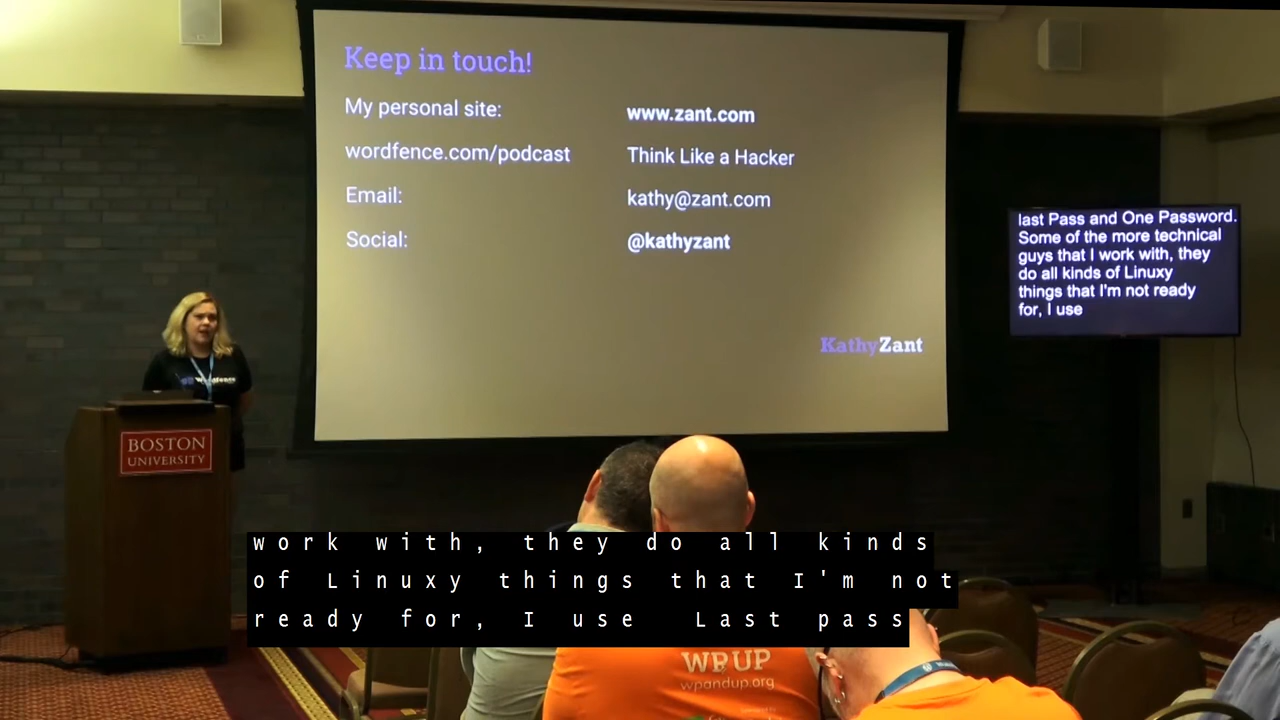 Keep in touch!
My personal site: www.zant.com
wordfence.com/podcast Think Like a Hacker
Email: kathy@zant.com
Social: @kathyzant
KathyZant
last Pass and One Password.
Some of the more technical
guys that I work with, they
do all kinds of Linuxy
things that I'm not ready
for, I use
BOSTON
UNIVERSITY
work with, they do all kinds
of Linuxy things that I'm not
ready for, I use Last pass
WP UP
wpandup.org